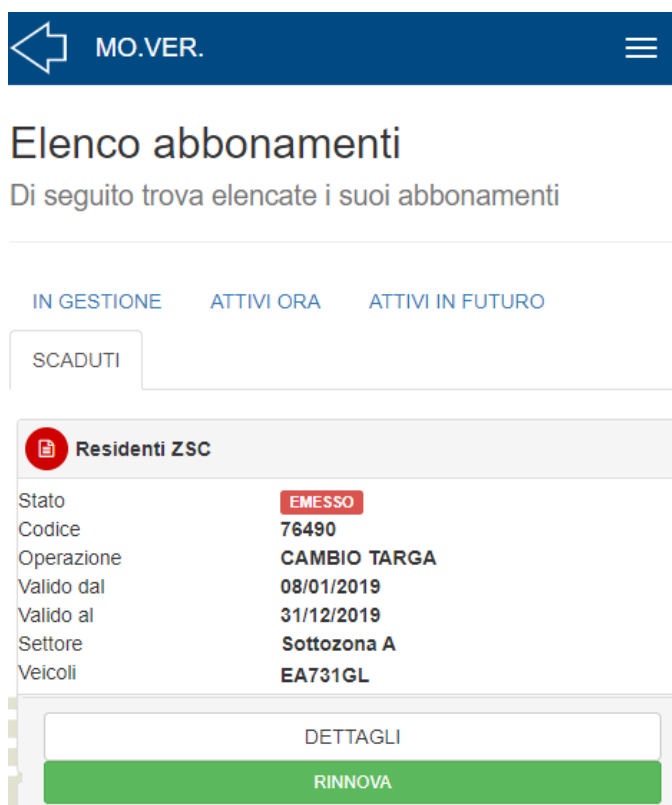 MO.VER.
Elenco abbonamenti
Di seguito trova elencate i suoi abbonamenti
IN GESTIONE ATTIVI ORA ATTIVI IN FUTURO
SCADUTI
Residenti ZSC
Stato EMESSO
Codice 76490
Operazione CAMBIO TARGA
Valido dal 08/01/2019
Valido al 31/12/2019
Settore Sottozona A
Veicoli EA731GL
DETTAGLI
RINNOVA